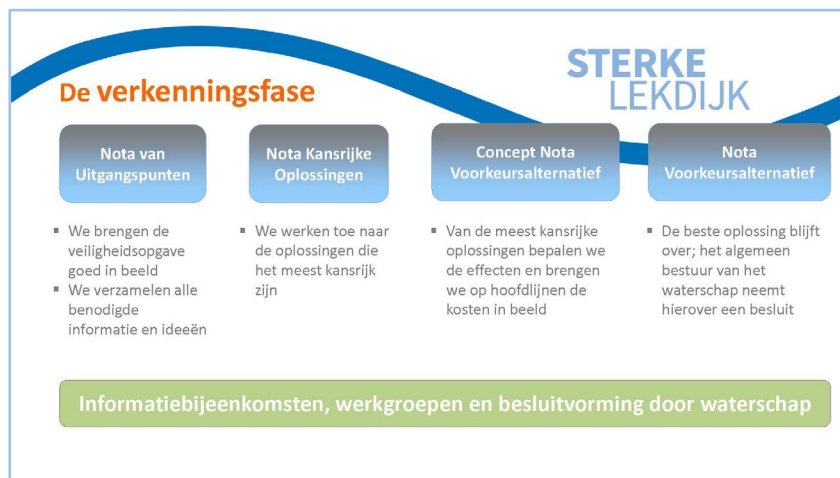 STERKE
LEKDIJK
De verkenningsfase
Nota van
Uitgangspunten
Nota Kansrijke
Oplossingen
Concept Nota
Voorkeursalternatief
Nota
Voorkeursalternatief
▪ We brengen de
veiligheidsopgave
goed in beeld
▪ We verzamelen alle
benodigde
informatie en ideeën
▪ We werken toe naar
de oplossingen die
het meest kansrijk
zijn
▪ Van de meest kansrijke
oplossingen bepalen we
de effecten en brengen
we op hoofdlijnen de
kosten in beeld
▪ De beste oplossing blijft
over; het algemeen
bestuur van het
waterschap neemt
hierover een besluit
Informatiebijeenkomsten, werkgroepen en besluitvorming door waterschap